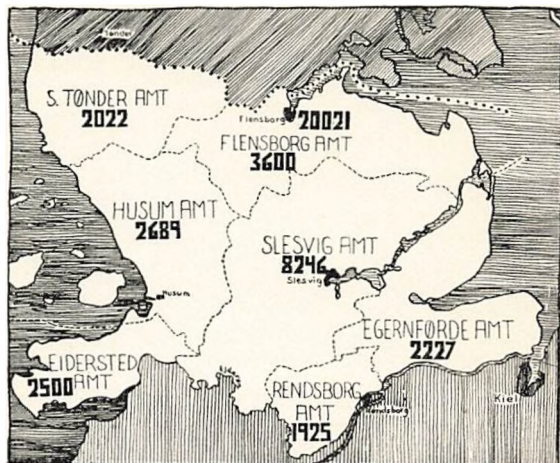 Tønder
S. TØNDER AMT
2022
Flensborg
20021
FLENSBORG AMT
3600
HUSUM AMT
2689
SLESVIG AMT
8246
Slesvig
Husum
EGERNFØRDE AMT
2227
EIDERSTED
AMT
2500
Eider
RENDSBORG
AMT
1925
Rendsborg
Kiel